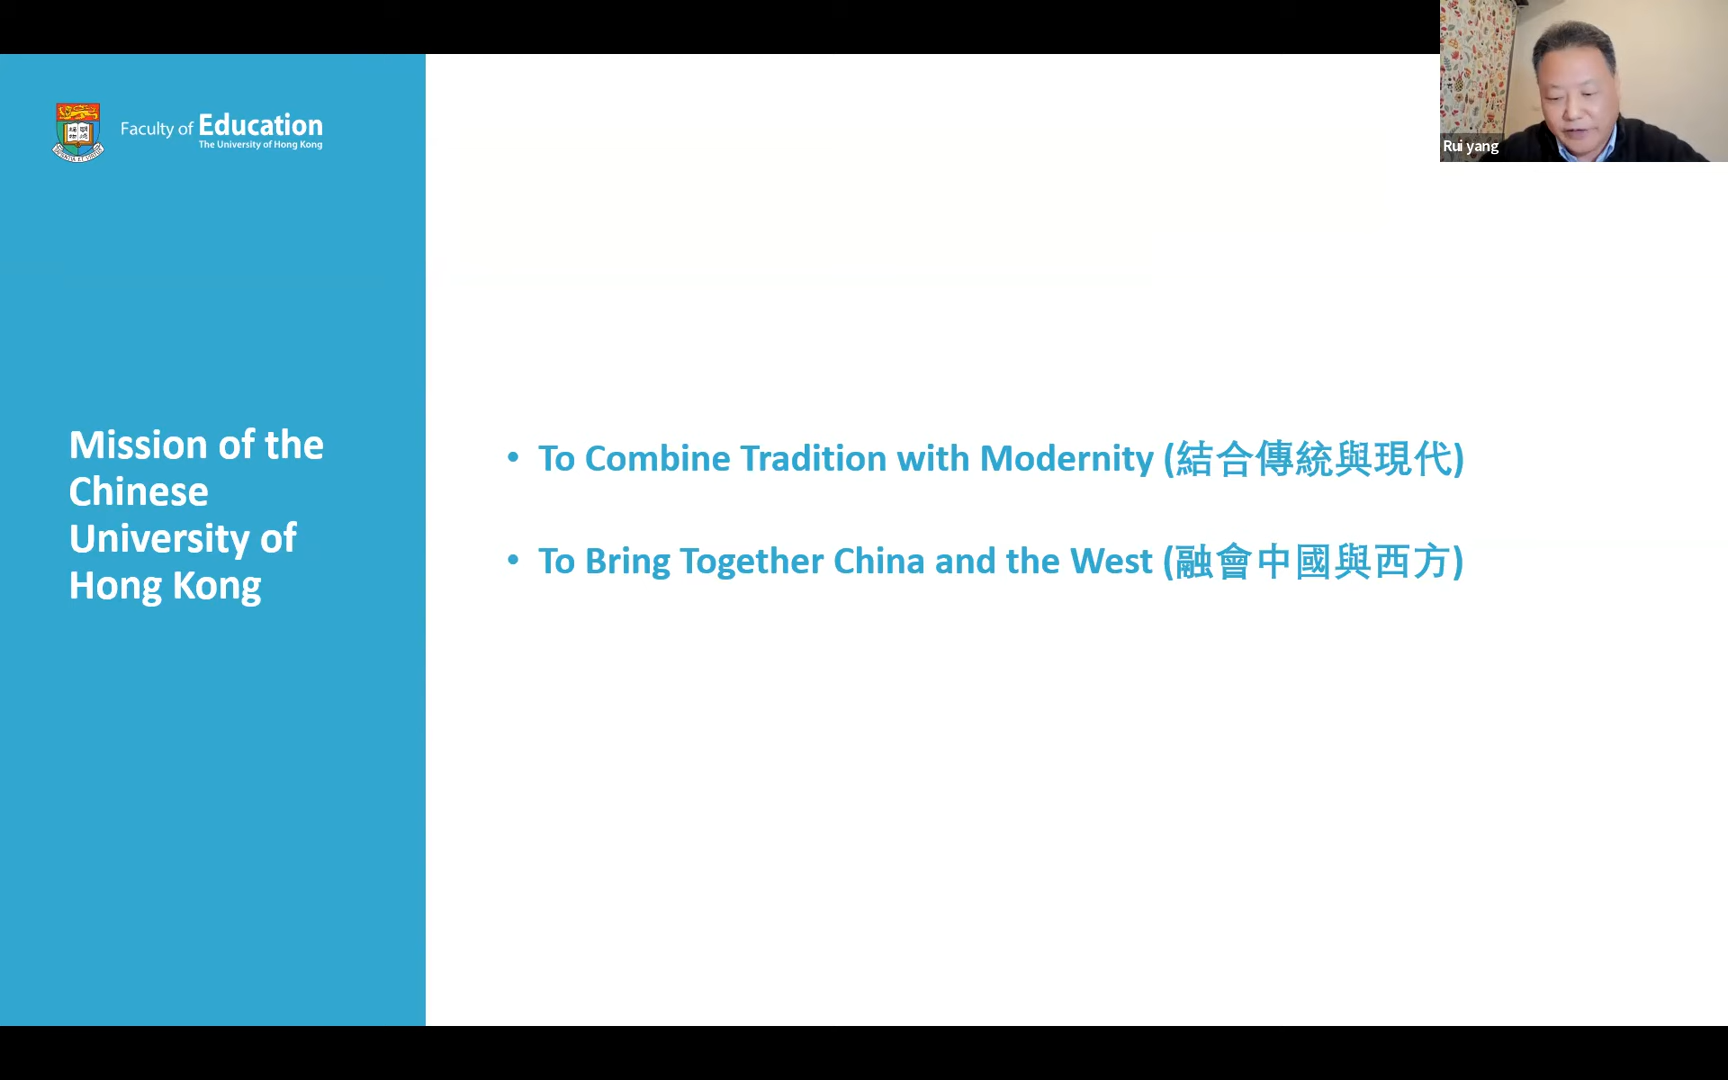 Faculty of Education
The University of Hong Kong
Rui yang
Mission of the
Chinese
University of
Hong Kong
• To Combine Tradition with Modernity (結合傳統與現代)
• To Bring Together China and the West (融會中國與西方)